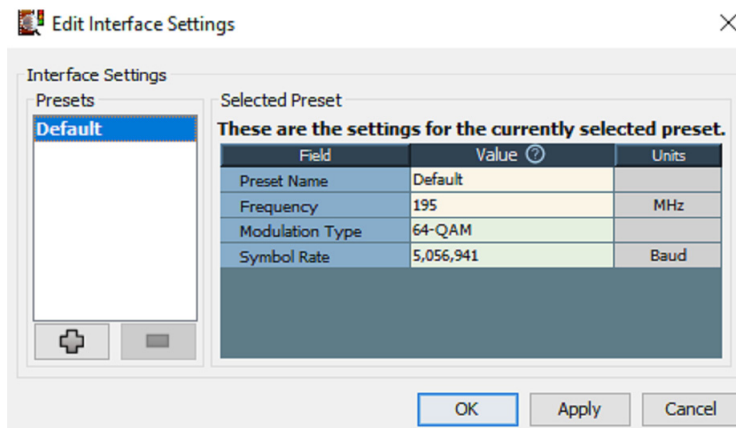 Edit Interface Settings
Interface Settings
Presets
Default
Selected Preset
These are the settings for the currently selected preset.
Field Value ? Units
Preset Name Default
Frequency 195 MHz
Modulation Type 64-QAM
Symbol Rate 5,056,941 Baud
OK Apply Cancel